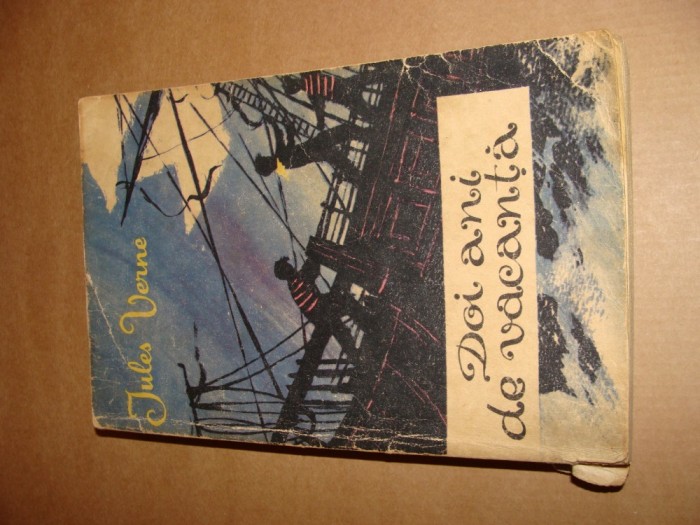 Jules Verne
Doi ani
de vacanță